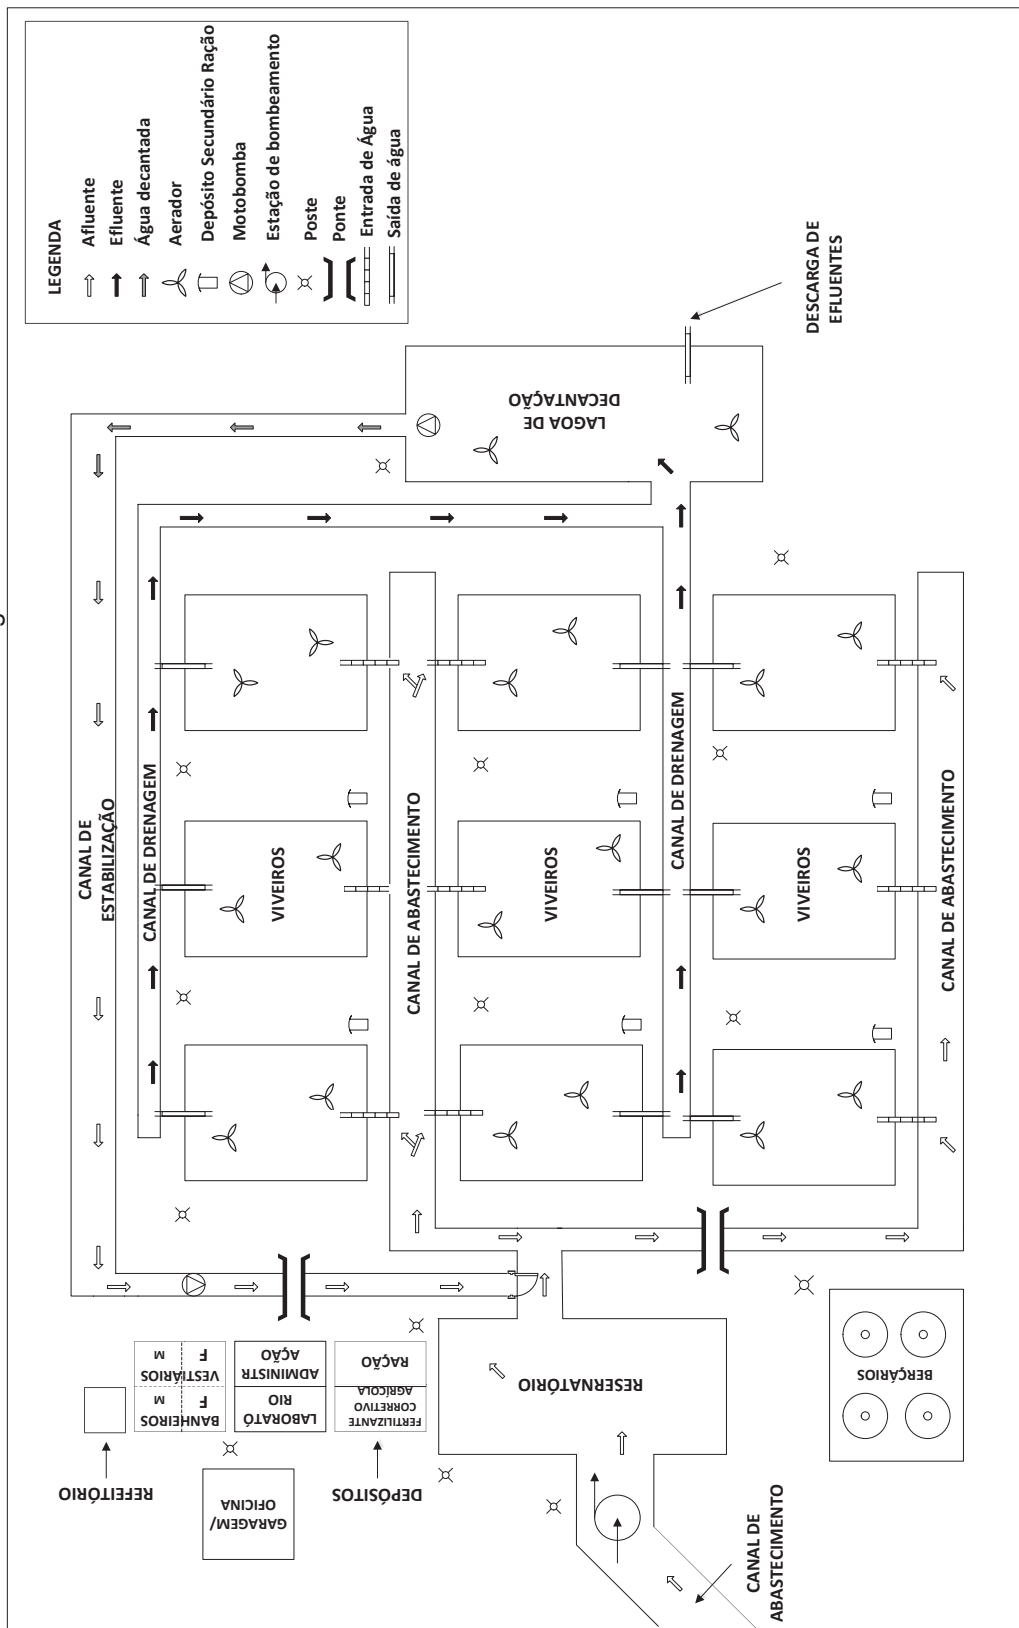 LEGENDA
Afluente
Efluente
Água decantada
Aerador
Depósito Secundário Ração
Motobomba
Estação de bombeamento
Poste
Ponte
Entrada de Água
Saída de água
DESCARGA DE
EFLUENTES
LAGOA DE
DECANTAÇÃO
CANAL DE
ESTABILIZAÇÃO
CANAL DE DRENAGEM
VIVEIROS
CANAL DE ABASTECIMENTO
VIVEIROS
CANAL DE DRENAGEM
VIVEIROS
CANAL DE ABASTECIMENTO
RESERNATÓRIO
BERÇÁRIOS
CANAL DE
ABASTECIMENTO
REFEITÓRIO
VESTIÁRIOS
F
M
BANHEIROS
F
M
ADMINISTR
AÇÃO
LABORATÓ
RIO
RAÇÃO
FERTILIZANTE
CORRETIVO
AGRÍCOLA
DEPÓSITOS
GARAGEM/
OFICINA